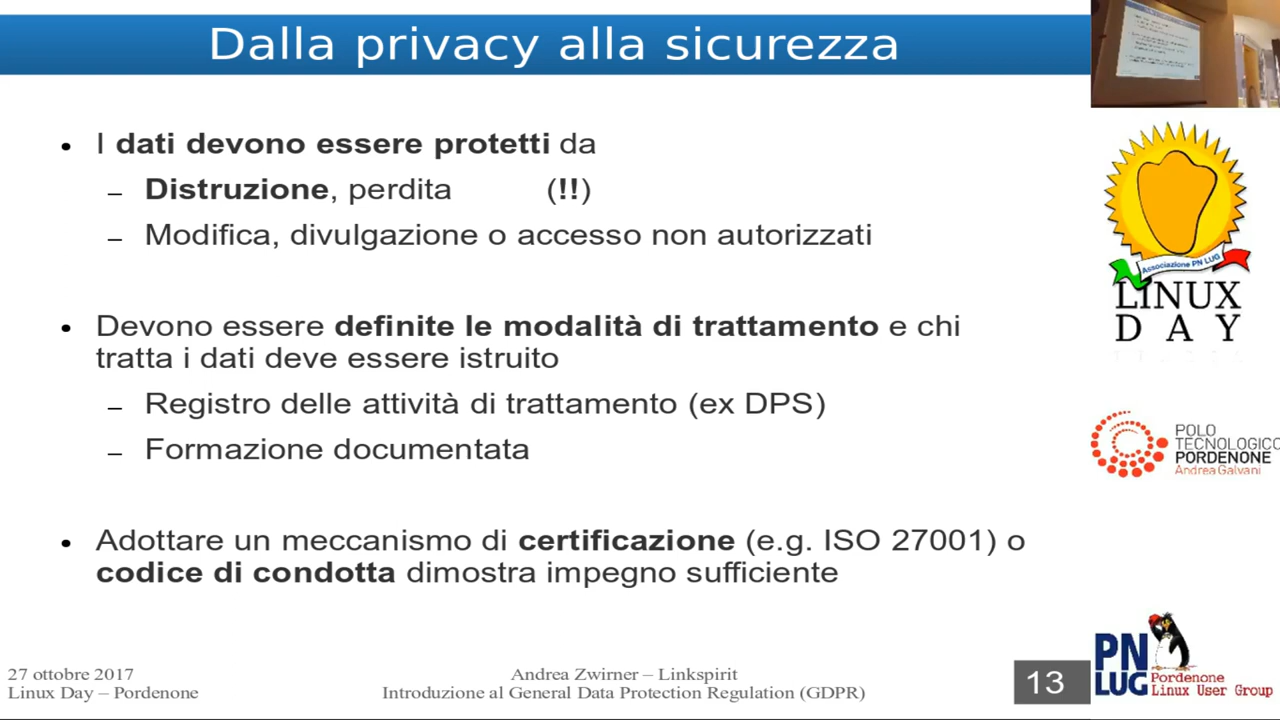 Dalla privacy alla sicurezza
• I dati devono essere protetti da
– Distruzione, perdita (!!)
– Modifica, divulgazione o accesso non autorizzati
• Devono essere definite le modalità di trattamento e chi
tratta i dati deve essere istruito
– Registro delle attività di trattamento (ex DPS)
– Formazione documentata
• Adottare un meccanismo di certificazione (e.g. ISO 27001) o
codice di condotta dimostra impegno sufficiente
27 ottobre 2017
Linux Day – Pordenone
Andrea Zwirner – Linkspirit
Introduzione al General Data Protection Regulation (GDPR)
13
Associazione PN LUG
LINUX
DAY
POLO
TECNOLOGICO
PORDENONE
Andrea Galvani
PN
LUG
Pordenone
Linux User Group